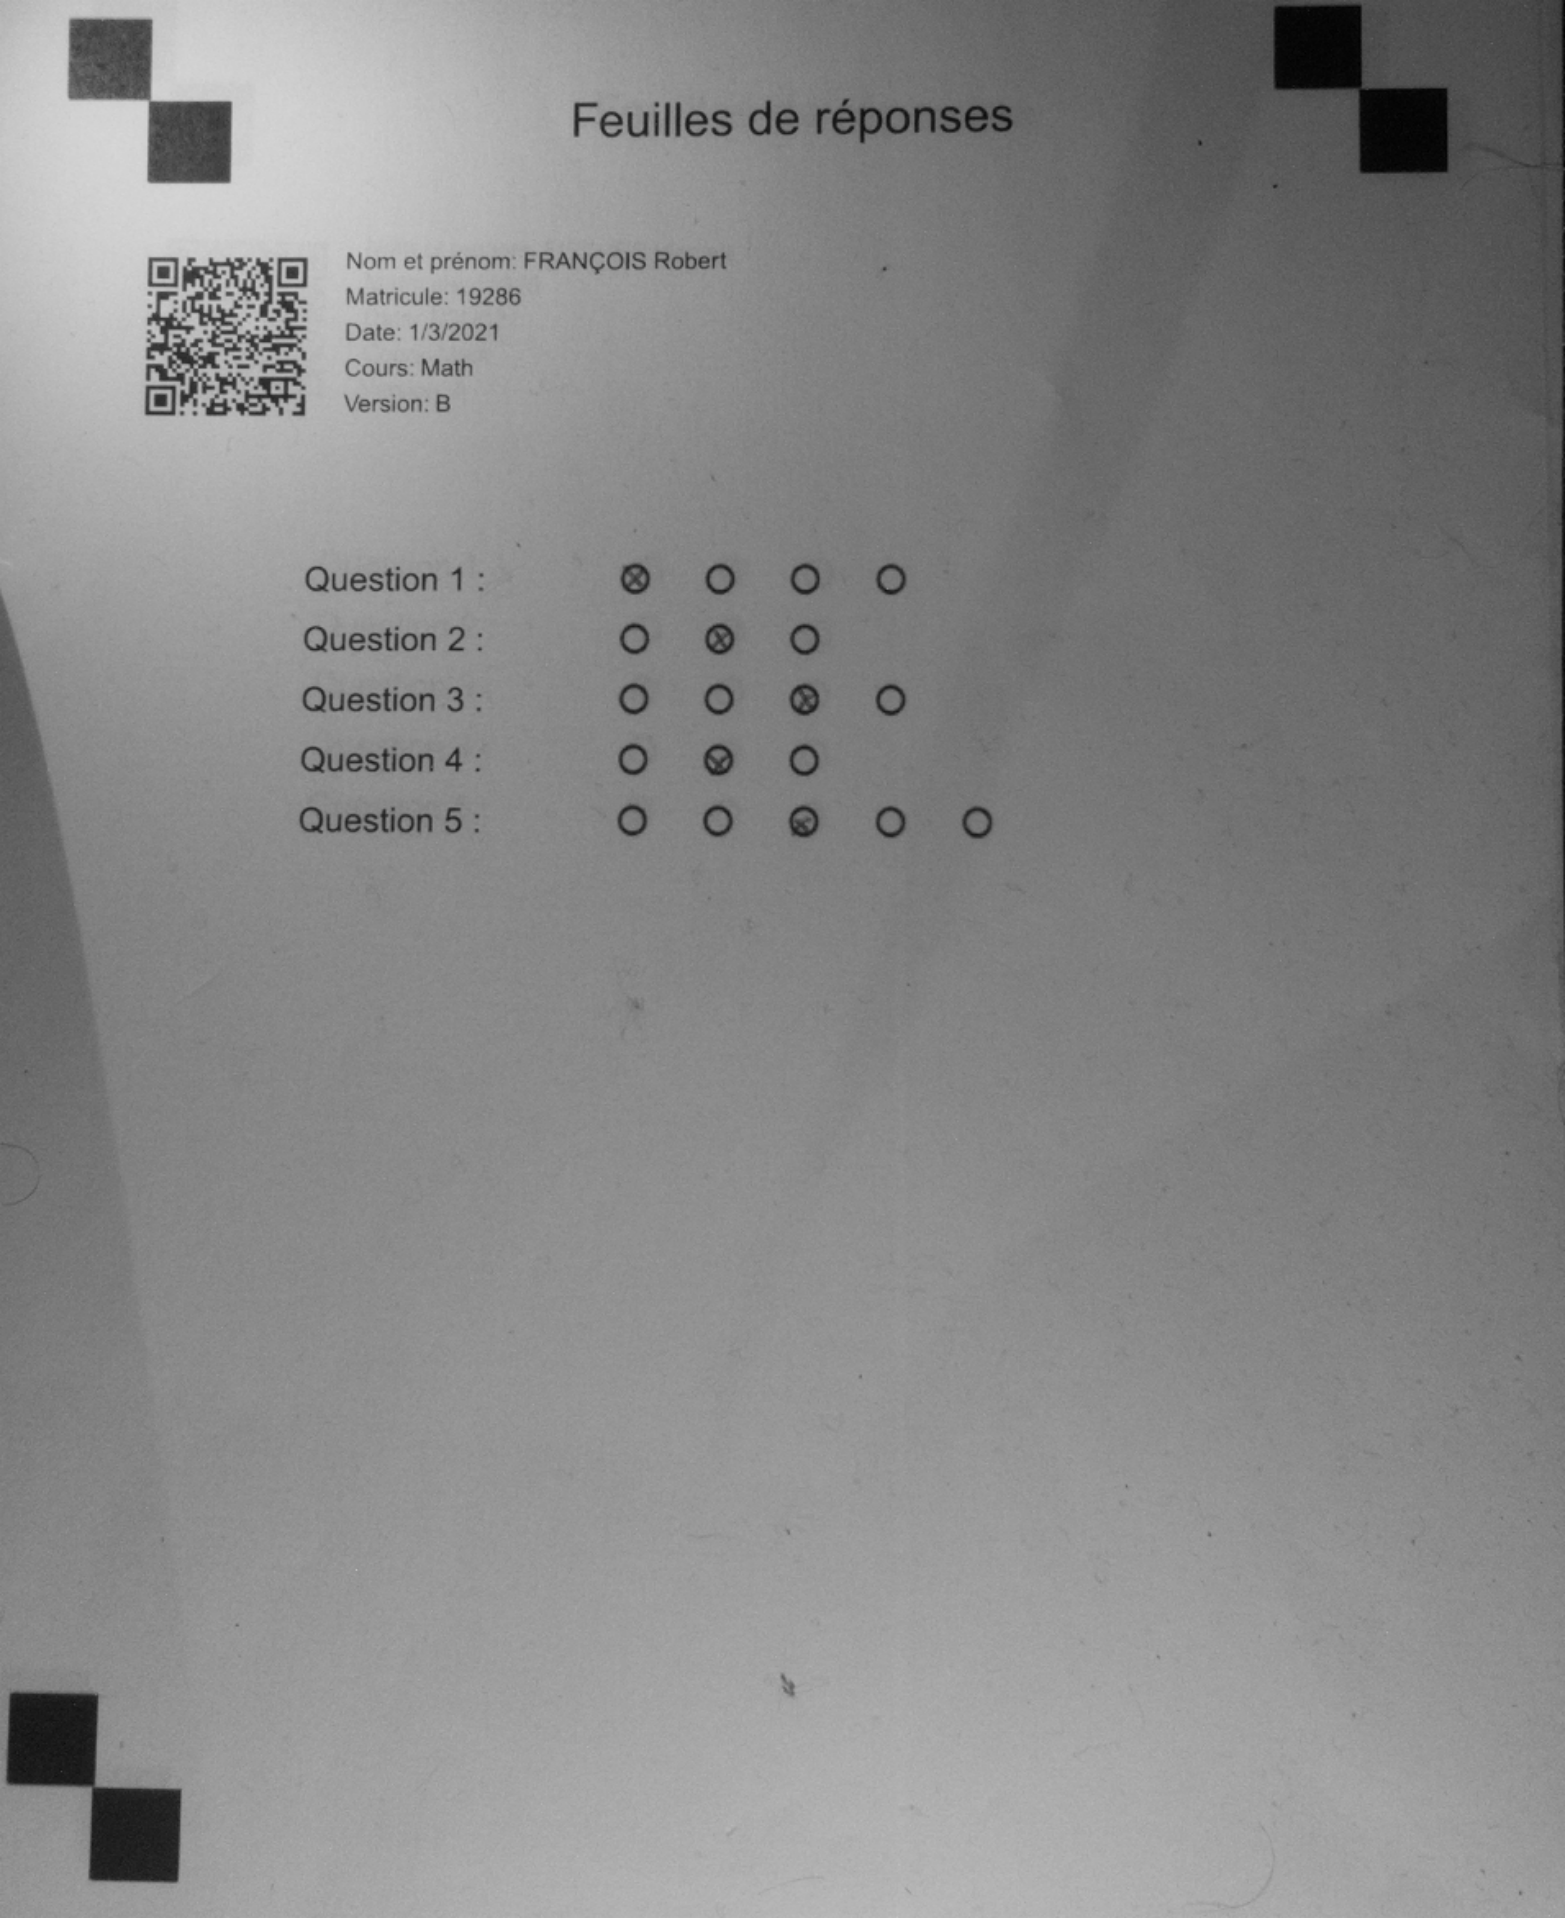 Feuilles de réponses
Nom et prénom: FRANÇOIS Robert
Matricule: 19286
Date: 1/3/2021
Cours: Math
Version: B
Question 1 :
Question 2 :
Question 3 :
Question 4 :
Question 5 :